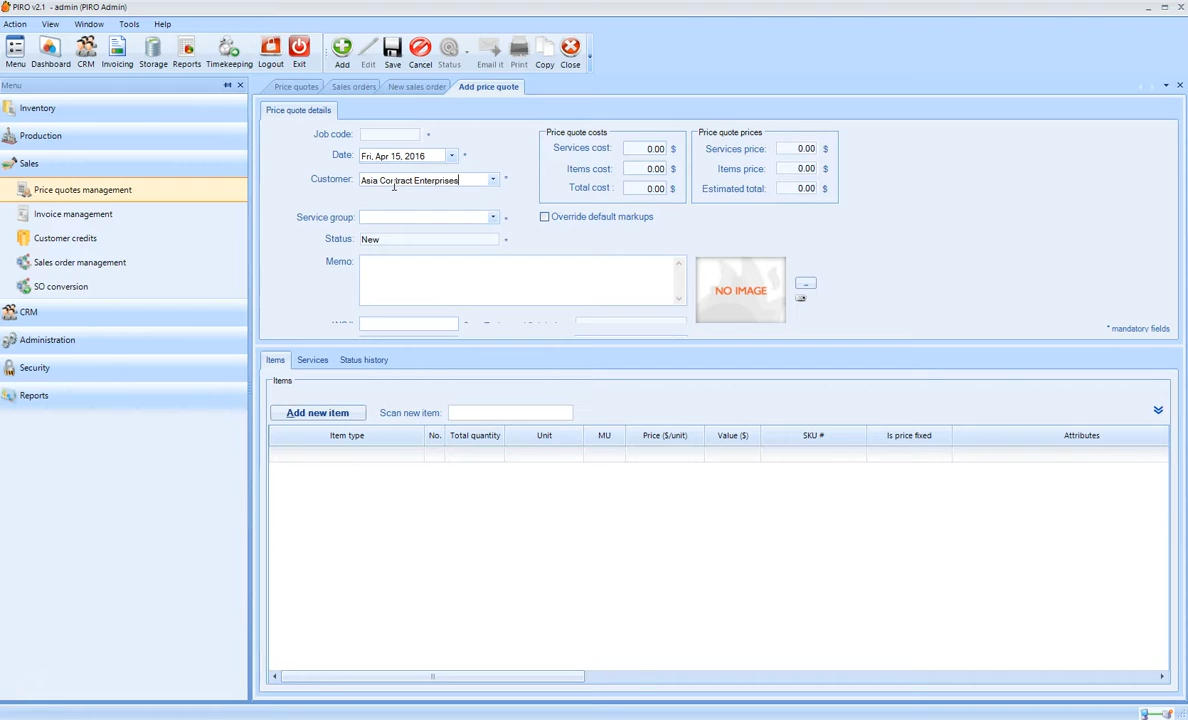 PIRO v2.1 - admin (PIRO Admin)
Action View Window Tools Help
Menu Dashboard CRM Invoicing Storage Reports Timekeeping Logout Exit Add Edit Save Cancel Status Email it Print Copy Close
Menu
Price quotes Sales orders New sales order Add price quote
Inventory
Production
Sales
Price quotes management
Invoice management
Customer credits
Sales order management
SO conversion
CRM
Administration
Security
Reports
Price quote details
Job code: *
Date: Fri, Apr 15, 2016 *
Customer: Asia Contract Enterprises *
Service group: *
Status: New *
Memo:
Price quote costs
Services cost: 0.00 $
Items cost: 0.00 $
Total cost : 0.00 $
Price quote prices
Services price: 0.00 $
Items price: 0.00 $
Estimated total: 0.00 $
Override default markups
NO IMAGE
...
* mandatory fields
Items Services Status history
Items
Add new item Scan new item:
Item type No. Total quantity Unit MU Price ($/unit) Value ($) SKU # Is price fixed Attributes